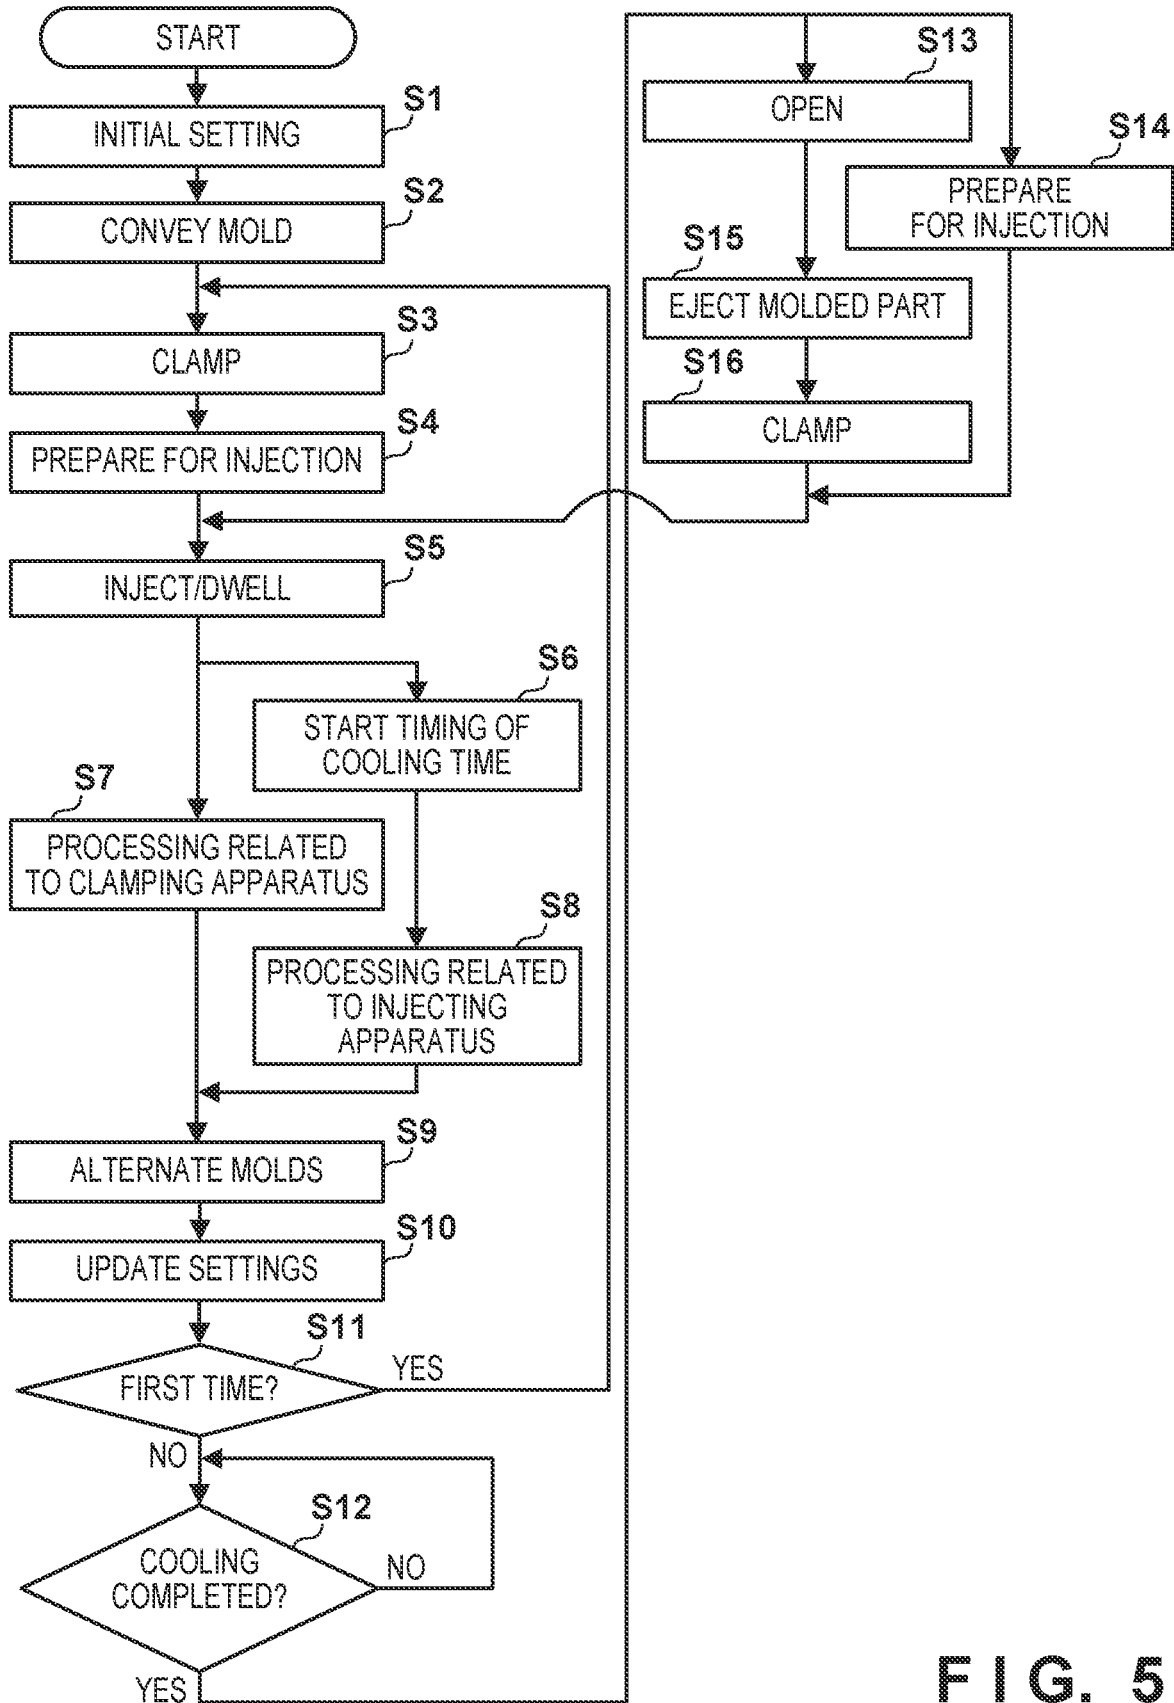 START
S1
INITIAL SETTING
S2
CONVEY MOLD
S3
CLAMP
S4
PREPARE FOR INJECTION
S5
INJECT/DWELL
S6
START TIMING OF
COOLING TIME
S7
PROCESSING RELATED
TO CLAMPING APPARATUS
S8
PROCESSING RELATED
TO INJECTING
APPARATUS
S9
ALTERNATE MOLDS
S10
UPDATE SETTINGS
S11
FIRST TIME?
YES
NO
S12
COOLING
COMPLETED?
NO
YES
S13
OPEN
S14
PREPARE
FOR INJECTION
S15
EJECT MOLDED PART
S16
CLAMP
FIG. 5